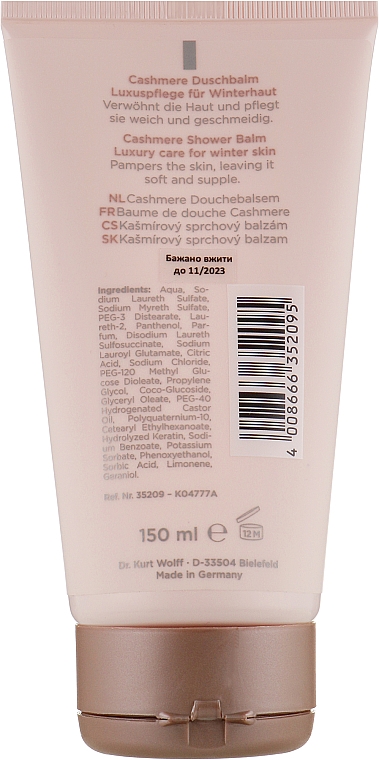 Cashmere Duschbalm
Luxuspflege für Winterhaut
Verwöhnt die Haut und pflegt
sie weich und geschmeidig.
Cashmere Shower Balm
Luxury care for winter skin
Pampers the skin, leaving it
soft and supple.
NL Cashmere Douchebalsem
FR Baume de douche Cashmere
CS Kašmírový sprchový balzám
SK Kašmírový sprchový balzam
Бажано вжити
до 11/2023
Ingredients: Aqua, So-
dium Laureth Sulfate,
Sodium Myreth Sulfate,
PEG-3 Distearate, Lau-
reth-2, Panthenol, Par-
fum, Disodium Laureth
Sulfosuccinate, Sodium
Lauroyl Glutamate, Citric
Acid, Sodium Chloride,
PEG-120 Methyl Glu-
cose Dioleate, Propylene
Glycol, Coco-Glucoside,
Glyceryl Oleate, PEG-40
Hydrogenated Castor
Oil, Polyquaternium-10,
Cetearyl Ethylhexanoate,
Hydrolyzed Keratin, Sodi-
um Benzoate, Potassium
Sorbate, Phenoxyethanol,
Sorbic Acid, Limonene,
Geraniol.
Ref. Nr. 35209 – K04777A
4 008666 352095
150 ml e
12 M
Dr. Kurt Wolff · D-33504 Bielefeld
Made in Germany